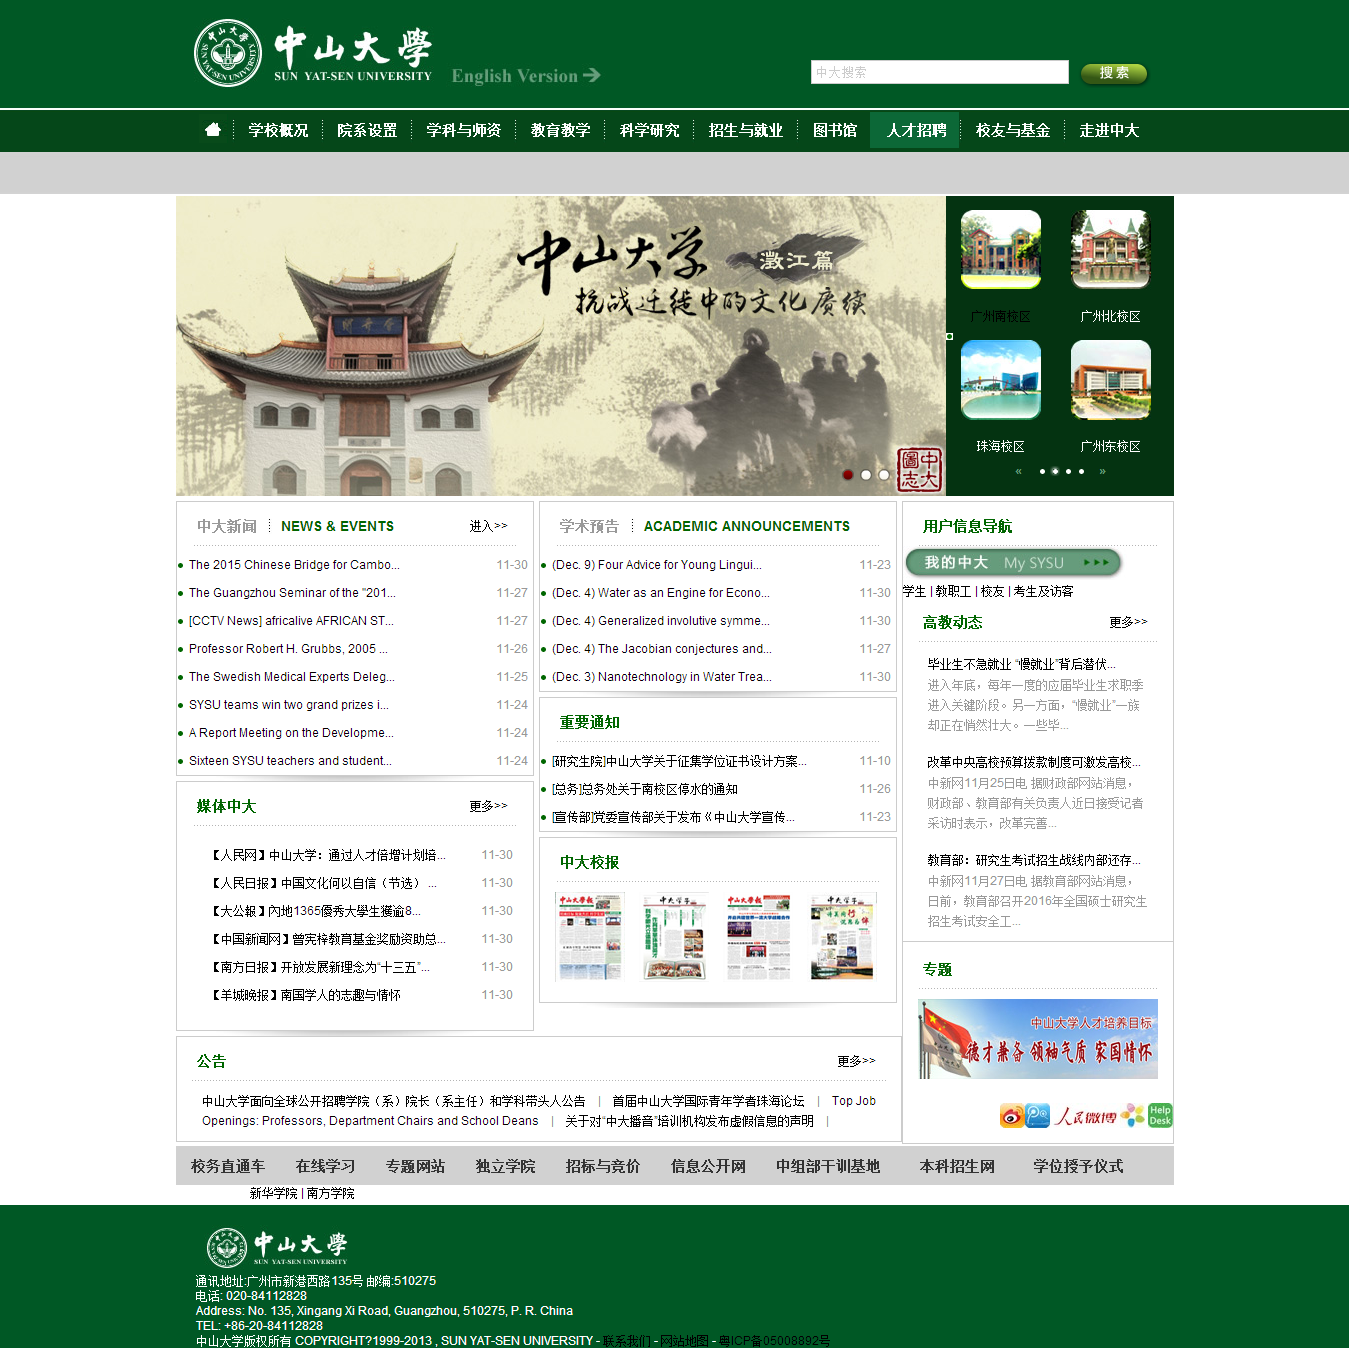 中山大學
SUN YAT-SEN UNIVERSITY
English Version
中大搜索
搜 索
学校概况 院系设置 学科与师资 教育教学 科学研究 招生与就业 图书馆 人才招聘 校友与基金 走进中大
中山大学
澂江篇
抗战迁徙中的文化赓续
中大圖志
广州南校区 广州北校区
珠海校区 广州东校区
中大新闻 NEWS & EVENTS 进入>>
The 2015 Chinese Bridge for Cambo... 11-30
The Guangzhou Seminar of the "201... 11-27
[CCTV News] africalive AFRICAN ST... 11-27
Professor Robert H. Grubbs, 2005 ... 11-26
The Swedish Medical Experts Deleg... 11-25
SYSU teams win two grand prizes i... 11-24
A Report Meeting on the Developme... 11-24
Sixteen SYSU teachers and student... 11-24
媒体中大 更多>>
【人民网】中山大学：通过人才倍增计划培... 11-30
【人民日报】中国文化何以自信（节选） ... 11-30
【大公報】內地1365優秀大學生獲逾8... 11-30
【中国新闻网】曾宪梓教育基金奖励资助总... 11-30
【南方日报】开放发展新理念为“十三五”... 11-30
【羊城晚报】南国学人的志趣与情怀 11-30
学术预告 ACADEMIC ANNOUNCEMENTS
(Dec. 9) Four Advice for Young Lingui... 11-23
(Dec. 4) Water as an Engine for Econo... 11-30
(Dec. 4) Generalized involutive symme... 11-30
(Dec. 4) The Jacobian conjectures and... 11-27
(Dec. 3) Nanotechnology in Water Trea... 11-30
重要通知
[研究生院]中山大学关于征集学位证书设计方案... 11-10
[总务]总务处关于南校区停水的通知 11-26
[宣传部]党委宣传部关于发布《中山大学宣传... 11-23
中大校报
用户信息导航
我的中大 My SYSU
学生 | 教职工 | 校友 | 考生及访客
高教动态 更多>>
毕业生不急就业 “慢就业”背后潜伏...
进入年底，每年一度的应届毕业生求职季
进入关键阶段。另一方面，“慢就业”一族
却正在悄然壮大。一些毕...
改革中央高校预算拨款制度可激发高校...
中新网11月25日电 据财政部网站消息，
财政部、教育部有关负责人近日接受记者
采访时表示，改革完善...
教育部：研究生考试招生战线内部还存...
中新网11月27日电 据教育部网站消息，
日前，教育部召开2016年全国硕士研究生
招生考试安全工...
专题
中山大学人才培养目标
德才兼备 领袖气质 家国情怀
人民微博
Help Desk
公告 更多>>
中山大学面向全球公开招聘学院（系）院长（系主任）和学科带头人公告 | 首届中山大学国际青年学者珠海论坛 | Top Job
Openings: Professors, Department Chairs and School Deans | 关于对“中大播音”培训机构发布虚假信息的声明 |
校务直通车 在线学习 专题网站 独立学院 招标与竞价 信息公开网 中组部干训基地 本科招生网 学位授予仪式
新华学院 | 南方学院
中山大學
SUN YAT-SEN UNIVERSITY
通讯地址:广州市新港西路135号 邮编:510275
电话: 020-84112828
Address: No. 135, Xingang Xi Road, Guangzhou, 510275, P. R. China
TEL: +86-20-84112828
中山大学版权所有 COPYRIGHT?1999-2013 , SUN YAT-SEN UNIVERSITY - 联系我们 - 网站地图 - 粤ICP备05008892号